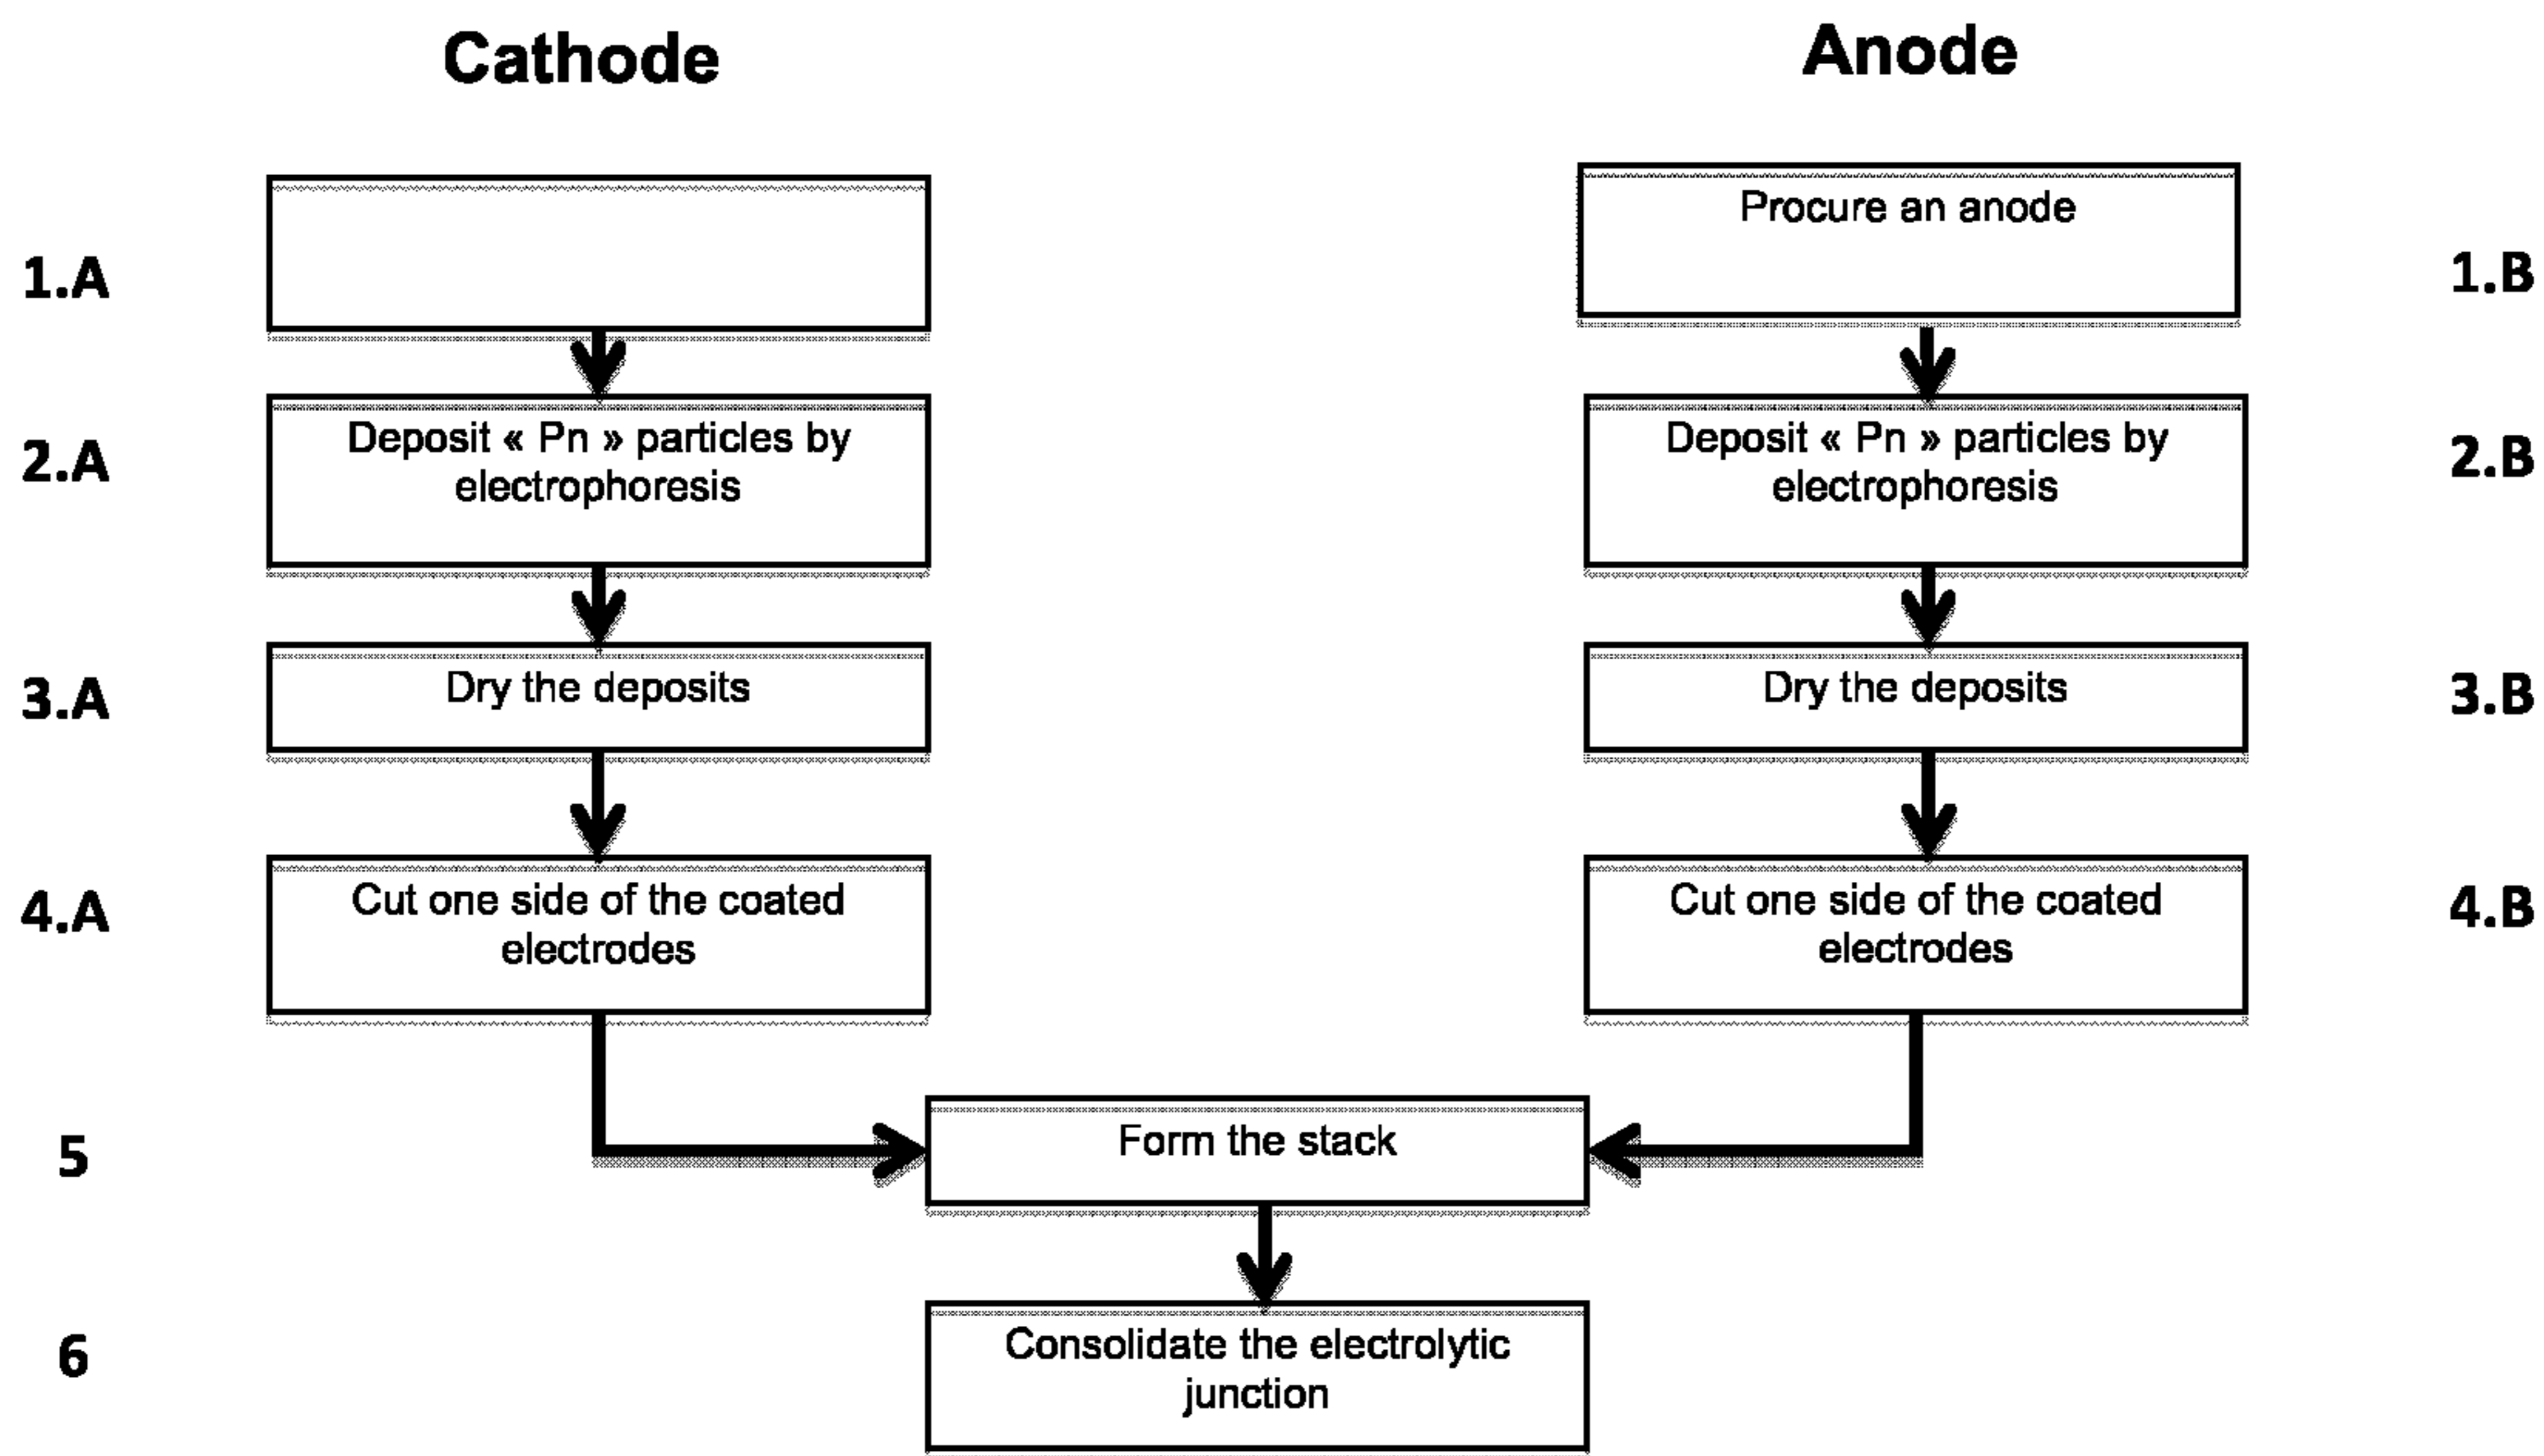 Cathode
Anode
1.A
Procure an anode
1.B
2.A
Deposit « Pn » particles by
electrophoresis
Deposit « Pn » particles by
electrophoresis
2.B
3.A
Dry the deposits
Dry the deposits
3.B
4.A
Cut one side of the coated
electrodes
Cut one side of the coated
electrodes
4.B
5
Form the stack
6
Consolidate the electrolytic
junction